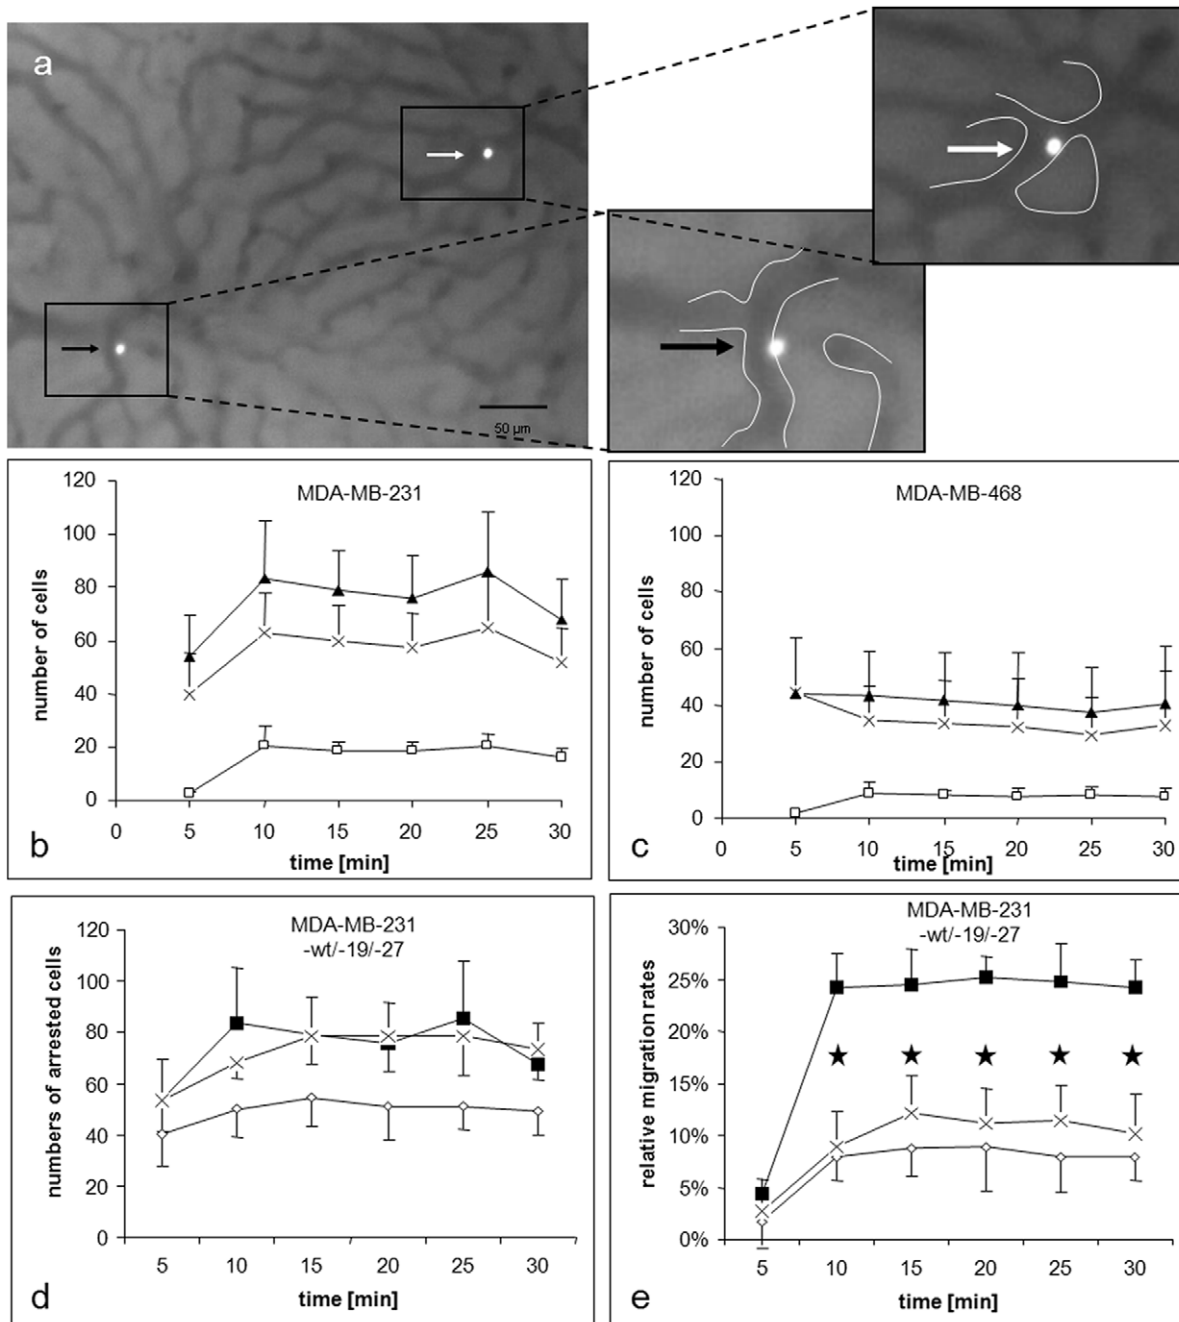 a
50 µm
MDA-MB-231
number of cells
120
100
80
60
40
20
0
0 5 10 15 20 25 30
time [min]
b
MDA-MB-468
number of cells
120
100
80
60
40
20
0
0 5 10 15 20 25 30
time [min]
c
MDA-MB-231
-wt/-19/-27
numbers of arrested cells
120
100
80
60
40
20
0
5 10 15 20 25 30
time [min]
d
MDA-MB-231
-wt/-19/-27
relative migration rates
30%
25%
20%
15%
10%
5%
0%
5 10 15 20 25 30
time [min]
e